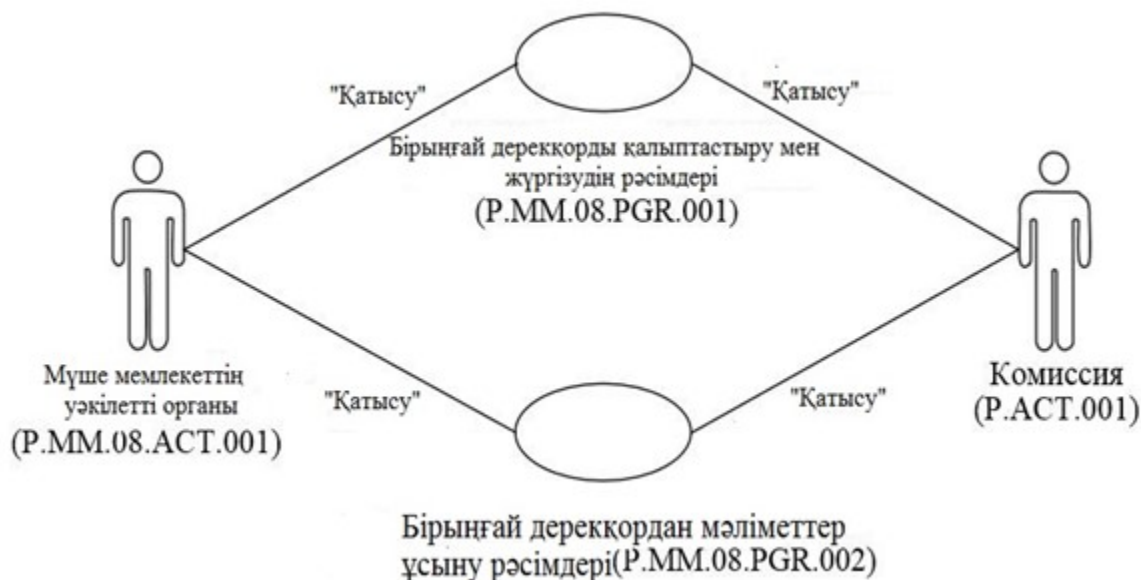 "Қатысу"
"Қатысу"
Бірыңғай дерекқорды қалыптастыру мен
жүргізудің рәсімдері
(P.MM.08.PGR.001)
Мүше мемлекеттің
уәкілетті органы
(P.MM.08.ACT.001)
"Қатысу"
"Қатысу"
Комиссия
(P.ACT.001)
Бірыңғай дерекқордан мәліметтер
ұсыну рәсімдері(P.MM.08.PGR.002)